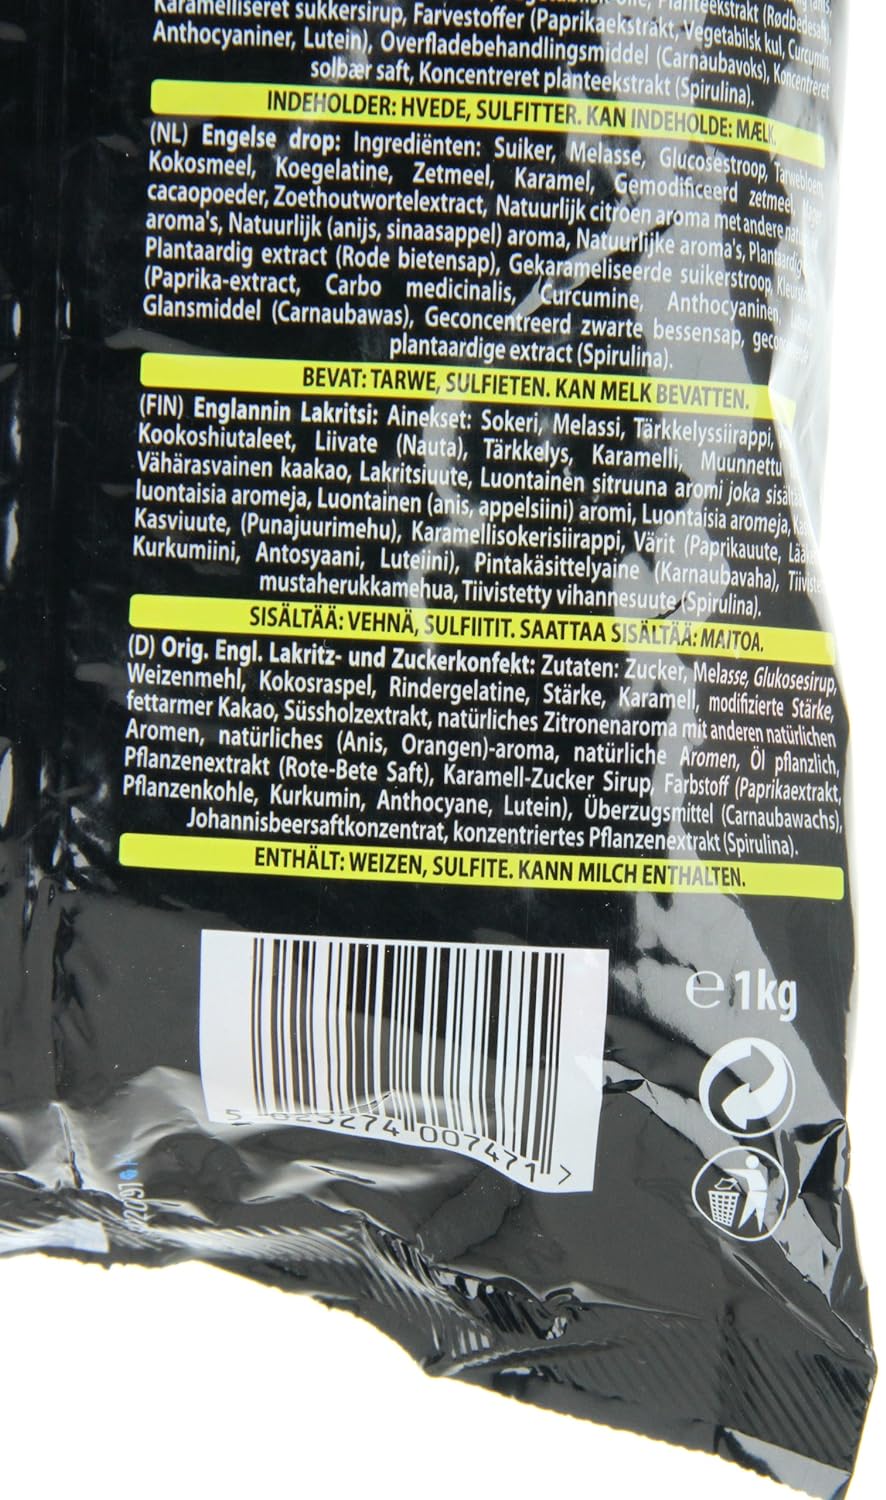 Karamelliseret sukkersirup, Farvestoffer (Paprikaekstrakt, Vegetabilsk kul, Curcumin,
Anthocyaniner, Lutein), Overfladebehandlingsmiddel (Carnaubavoks), Koncentreret
solbær saft, Koncentreret planteekstrakt (Spirulina).
INDEHOLDER: HVEDE, SULFITTER. KAN INDEHOLDE: MÆLK.
(NL) Engelse drop: Ingrediënten: Suiker, Melasse, Glucosestroop, Tarwebloem,
Kokosmeel, Koegelatine, Zetmeel, Karamel, Gemodificeerd zetmeel, Mager
cacaopoeder, Zoethoutwortelextract, Natuurlijk citroen aroma met andere
aroma's, Natuurlijk (anijs, sinaasappel) aroma, Natuurlijke aroma's,
Plantaardig extract (Rode bietensap), Gekarameliseerde suikerstroop,
(Paprika-extract, Carbo medicinalis, Curcumine, Anthocyaninen,
Glansmiddel (Carnaubawas), Geconcentreerd zwarte bessensap,
plantaardige extract (Spirulina).
BEVAT: TARWE, SULFIETEN. KAN MELK BEVATTEN.
(FIN) Englannin Lakritsi: Ainekset: Sokeri, Melassi, Tärkkelyssiirappi,
Kookoshiutaleet, Liivate (Nauta), Tärkkelys, Karamelli, Muunnettu
Vähärasvainen kaakao, Lakritsiuute, Luontainen sitruuna aromi joka
luontaisia aromeja, Luontainen (anis, appelsiini) aromi, Luontaisia aromeja,
Kasviuute, (Punajuurimehu), Karamellisokerisiirappi, Värit (Paprikauute,
Kurkumiini, Antosyaani, Luteiini), Pintakäsittelyaine (Karnaubavaha),
mustaherukkamehua, Tiivistetty vihannesuute (Spirulina).
SISÄLTÄÄ: VEHNÄ, SULFIITIT. SAATTAA SISÄLTÄÄ: MAITOA.
(D) Orig. Engl. Lakritz- und Zuckerkonfekt: Zutaten: Zucker, Melasse, Glukosesirup,
Weizenmehl, Kokosraspel, Rindergelatine, Stärke, Karamell, modifizierte Stärke,
fettarmer Kakao, Süssholzextrakt, natürliches Zitronenaroma mit anderen natürlichen
Aromen, natürliches (Anis, Orangen)-aroma, natürliche Aromen, Öl pflanzlich,
Pflanzenextrakt (Rote-Bete Saft), Karamell-Zucker Sirup, Farbstoff (Paprikaextrakt,
Pflanzenkohle, Kurkumin, Anthocyane, Lutein), Überzugsmittel (Carnaubawachs),
Johannisbeersaftkonzentrat, konzentriertes Pflanzenextrakt (Spirulina).
ENTHÄLT: WEIZEN, SULFITE. KANN MILCH ENTHALTEN.
℮ 1kg
5 023274 007471 >